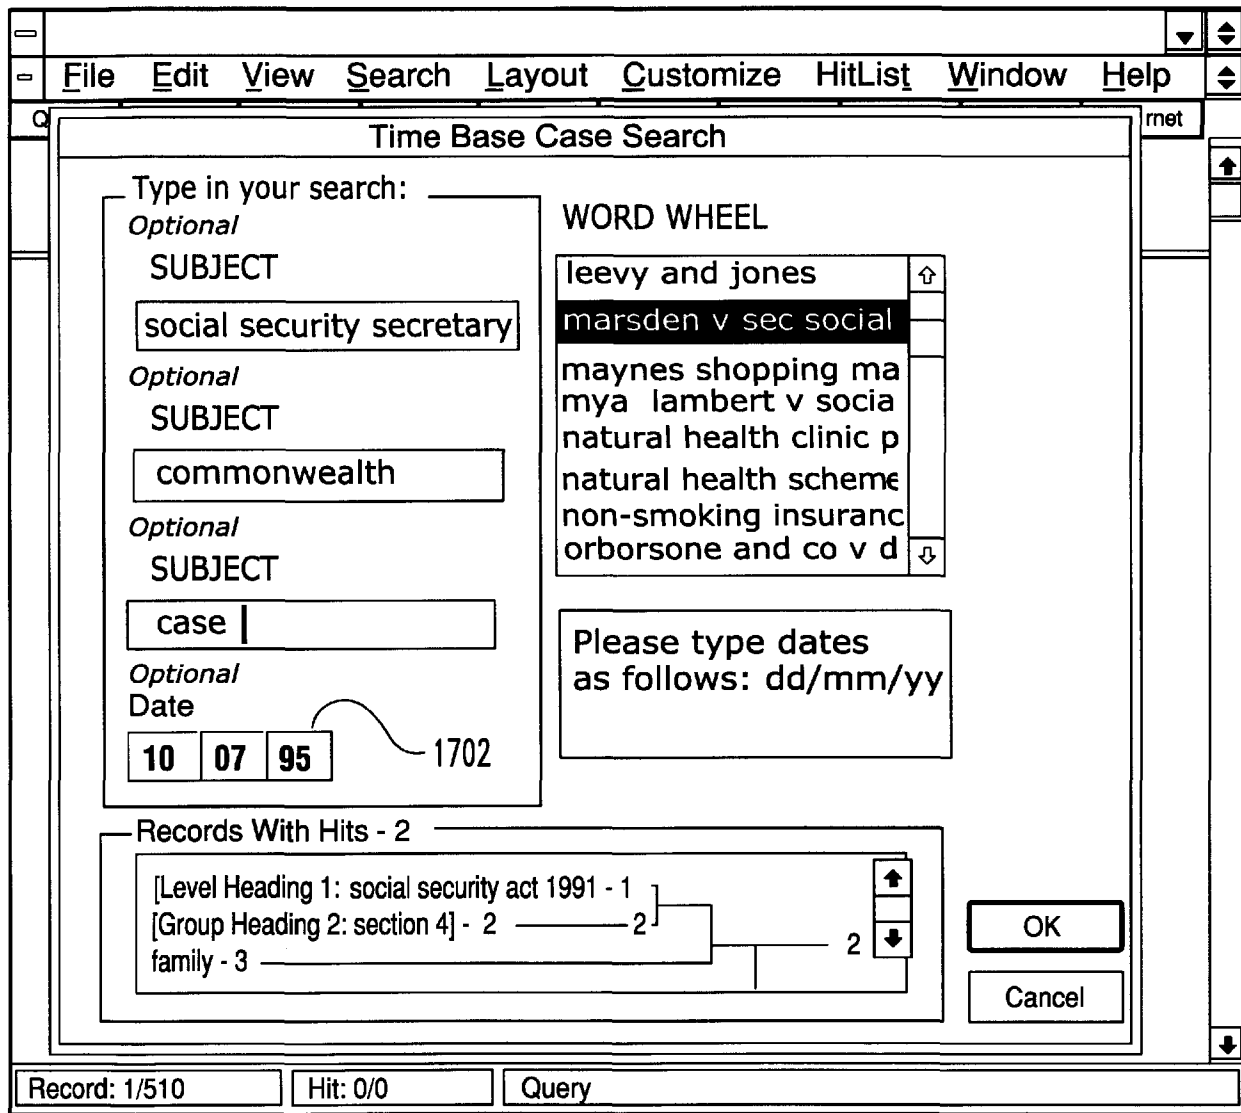 File Edit View Search Layout Customize HitList Window Help
Q rnet
Time Base Case Search
Type in your search:
Optional
SUBJECT
social security secretary
Optional
SUBJECT
commonwealth
Optional
SUBJECT
case
Optional
Date
10 07 95
1702
WORD WHEEL
leevy and jones
marsden v sec social
maynes shopping ma
mya lambert v socia
natural health clinic p
natural health scheme
non-smoking insuranc
orborsone and co v d
Please type dates
as follows: dd/mm/yy
Records With Hits - 2
[Level Heading 1: social security act 1991 - 1
[Group Heading 2: section 4] - 2 2
family - 3
2
OK
Cancel
Record: 1/510 Hit: 0/0 Query